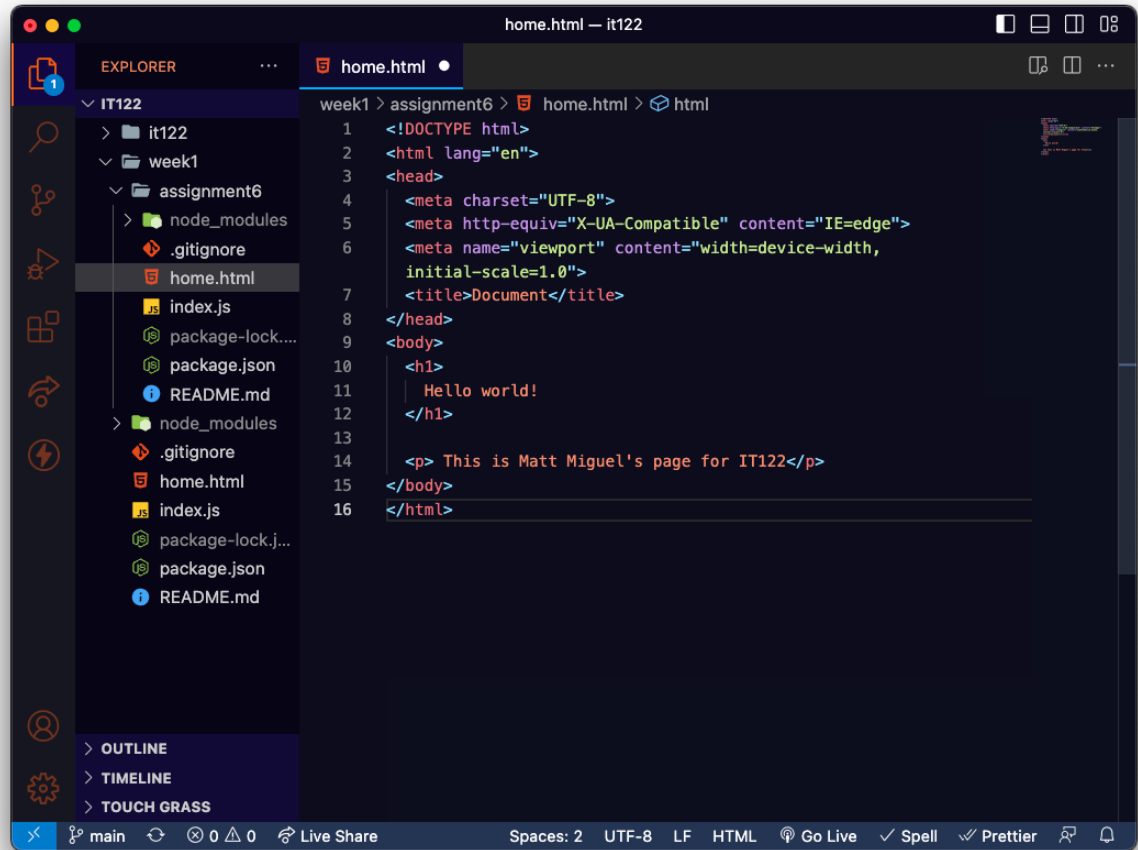 home.html — it122
EXPLORER ...
home.html
1
IT122
it122
week1
assignment6
node_modules
.gitignore
home.html
index.js
package-lock....
package.json
README.md
node_modules
.gitignore
home.html
index.js
package-lock.j...
package.json
README.md
OUTLINE
TIMELINE
TOUCH GRASS
week1 > assignment6 > home.html > html
1 <!DOCTYPE html>
2 <html lang="en">
3 <head>
4 <meta charset="UTF-8">
5 <meta http-equiv="X-UA-Compatible" content="IE=edge">
6 <meta name="viewport" content="width=device-width,
initial-scale=1.0">
7 <title>Document</title>
8 </head>
9 <body>
10 <h1>
11 Hello world!
12 </h1>
13
14 <p> This is Matt Miguel's page for IT122</p>
15 </body>
16 </html>
main 0 0 Live Share Spaces: 2 UTF-8 LF HTML Go Live Spell Prettier